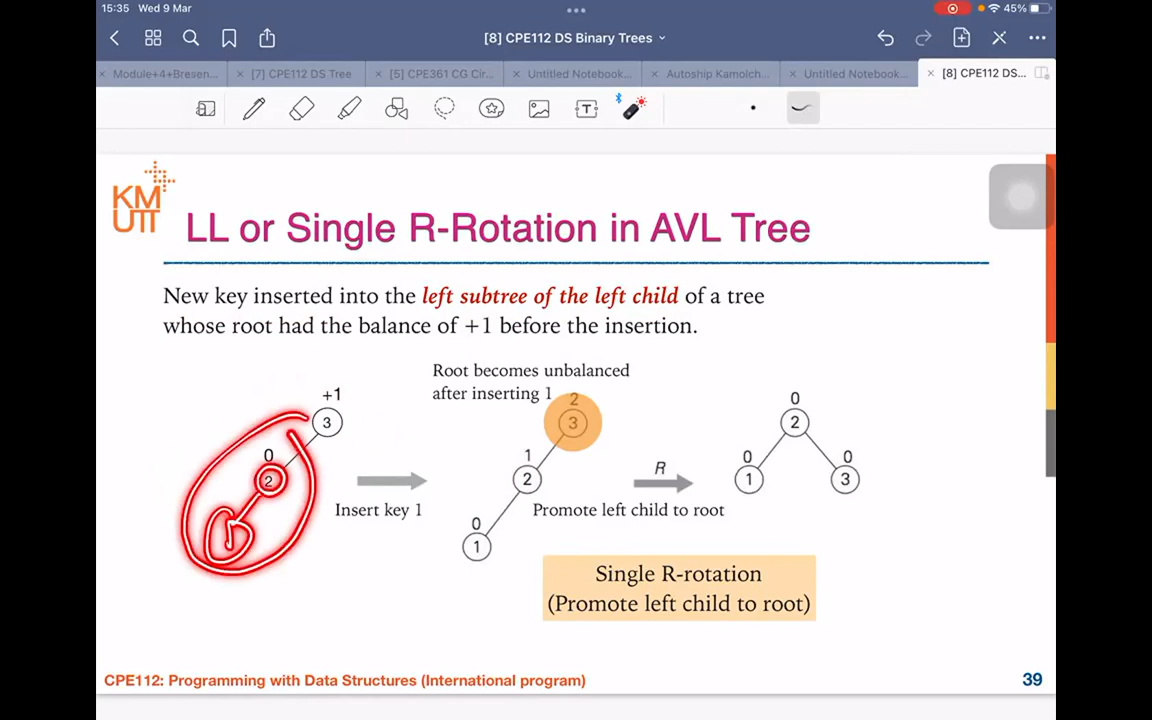 15:35 Wed 9 Mar
45%
[8] CPE112 DS Binary Trees
Module+4+Bresen...
[7] CPE112 DS Tree
[5] CPE361 CG Cir...
Untitled Notebook...
Autoship Kamolch...
Untitled Notebook...
[8] CPE112 DS...
KM
UTT
LL or Single R-Rotation in AVL Tree
New key inserted into the left subtree of the left child of a tree
whose root had the balance of +1 before the insertion.
Root becomes unbalanced
after inserting 1
+1
3
0
2
1
Insert key 1
2
3
1
2
0
1
R
Promote left child to root
0
2
0
1
0
3
Single R-rotation
(Promote left child to root)
CPE112: Programming with Data Structures (International program)
39